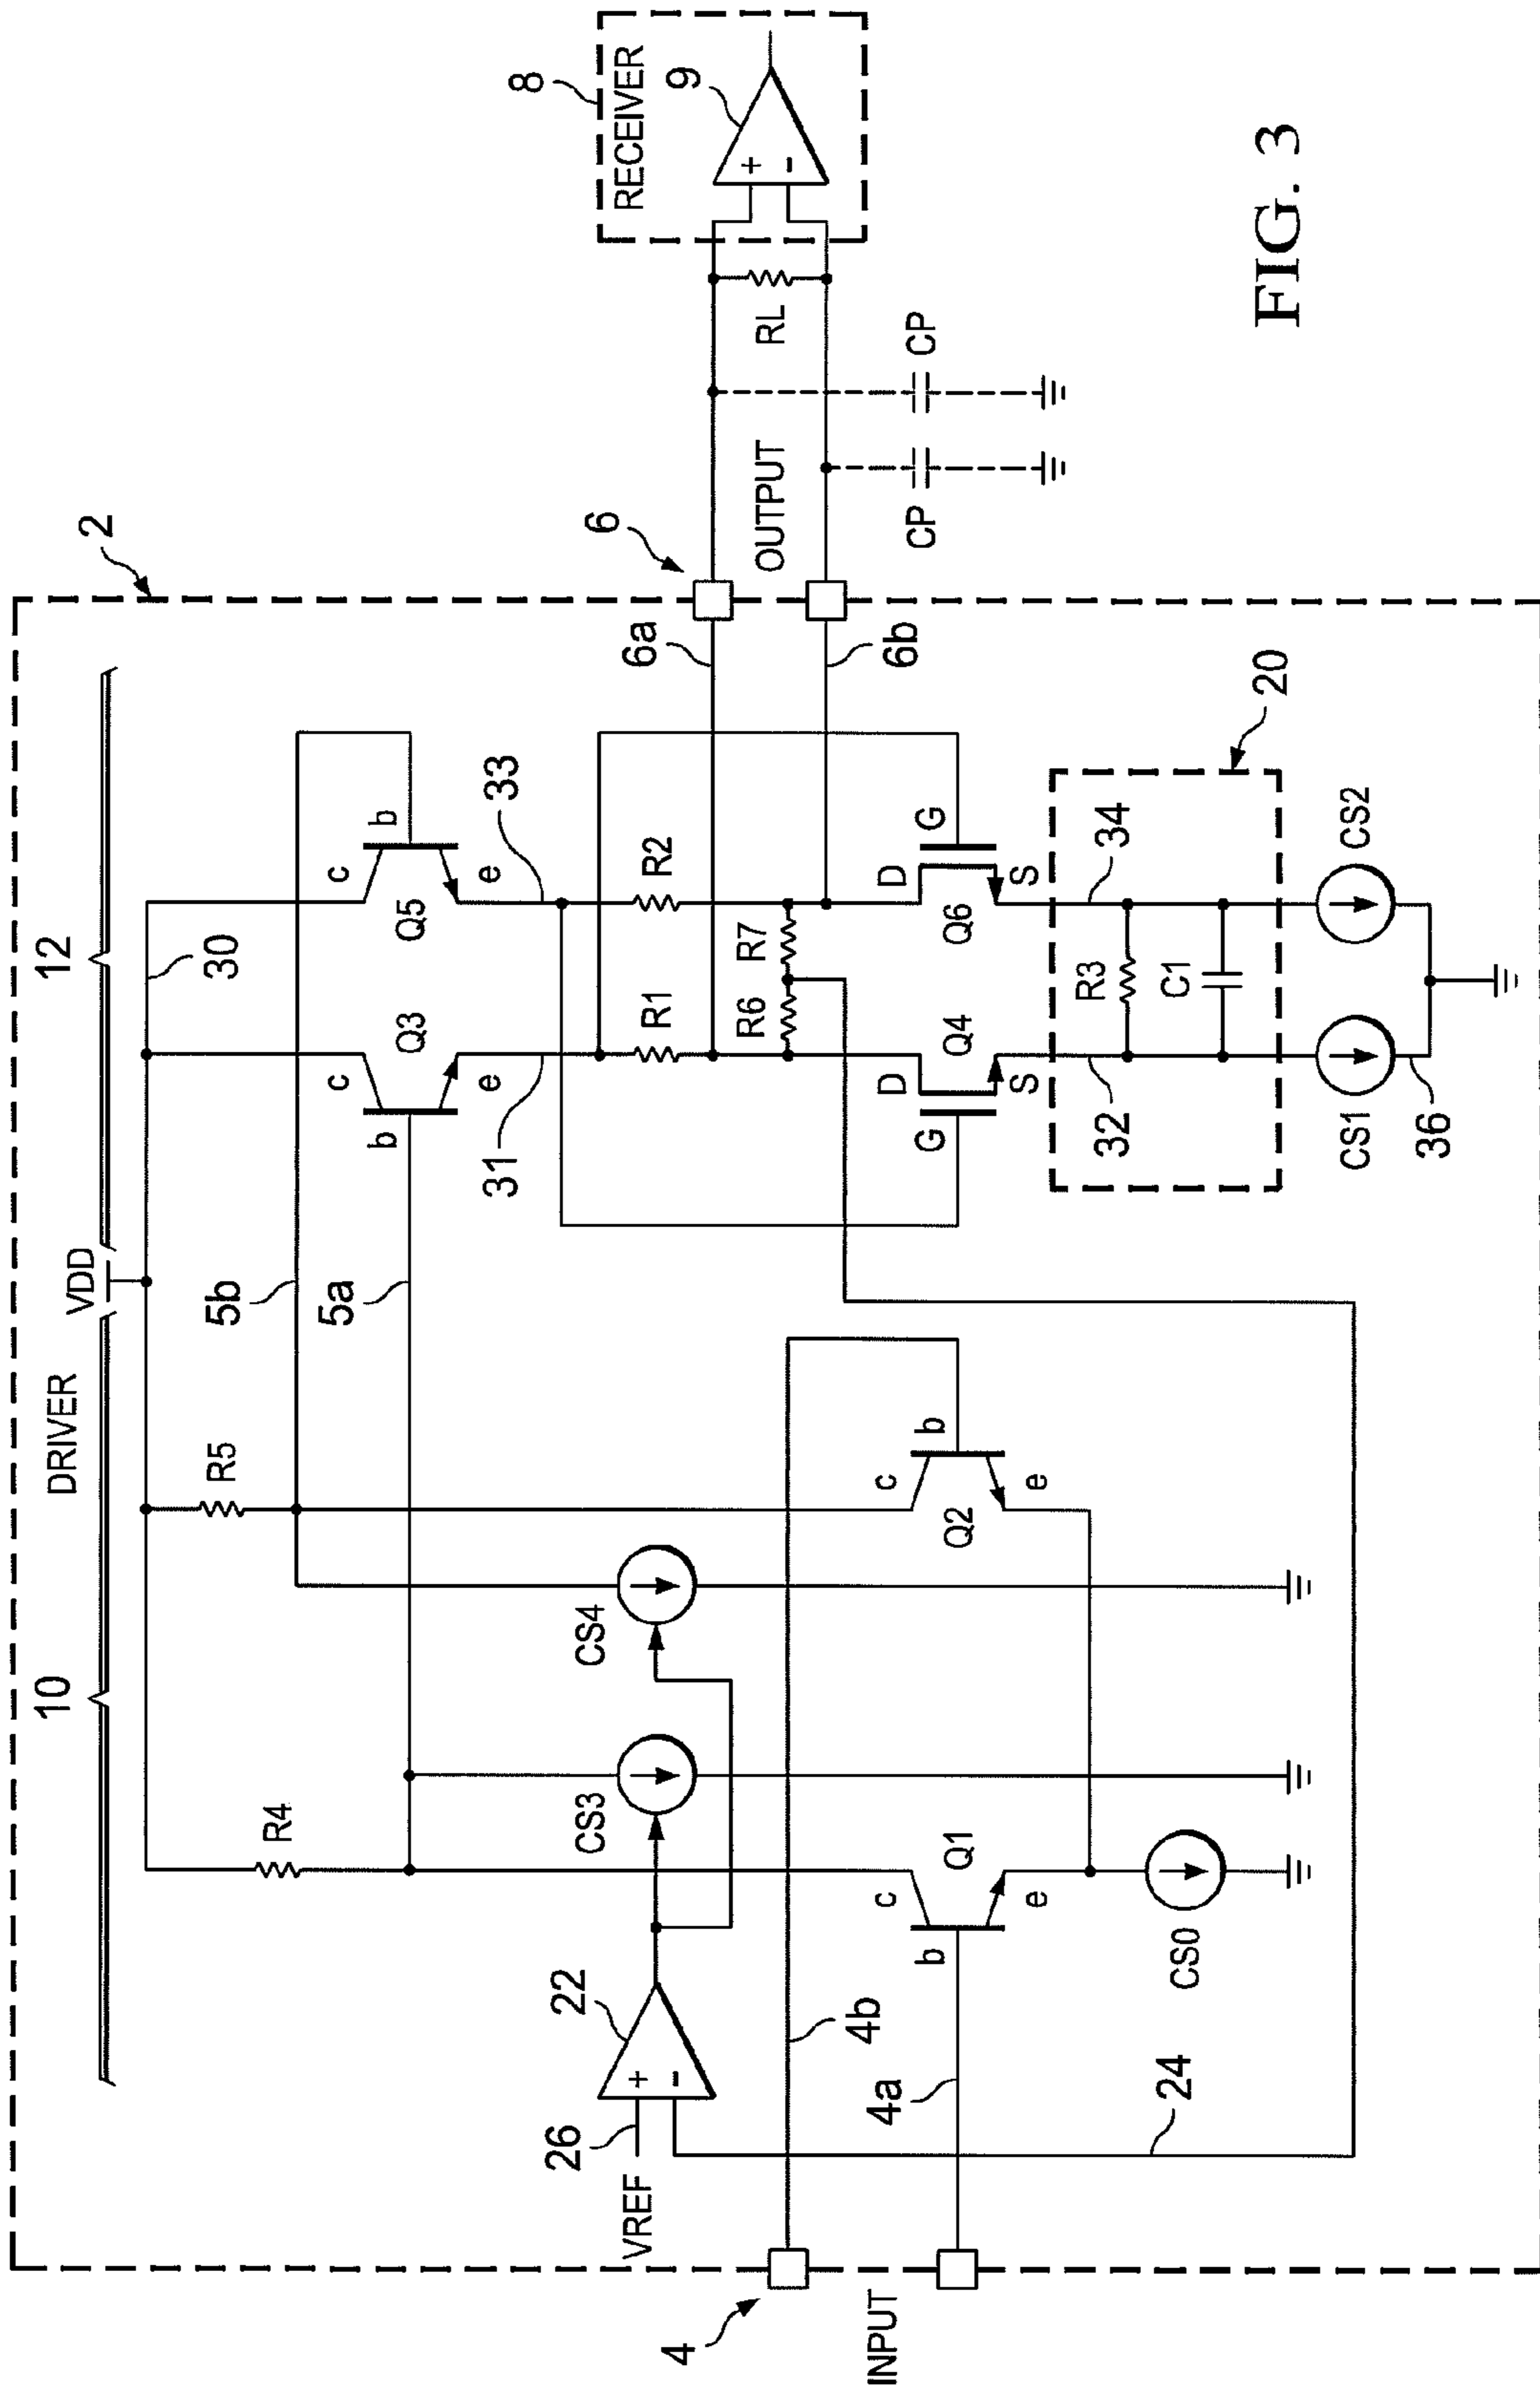 DRIVER
2
10
12
VDD
30
R4
R5
5b
5a
Q3
c
b
e
Q5
c
b
e
31
33
R1
R2
6a
6
6b
R6
R7
OUTPUT
RECEIVER
8
9
+
-
RL
CP
CP
22
+
-
26
VREF
CS3
CS4
4
INPUT
4b
4a
24
Q1
c
b
e
Q2
c
b
e
CS0
Q4
D
G
S
Q6
D
G
S
32
34
20
R3
C1
CS1
CS2
36
FIG. 3